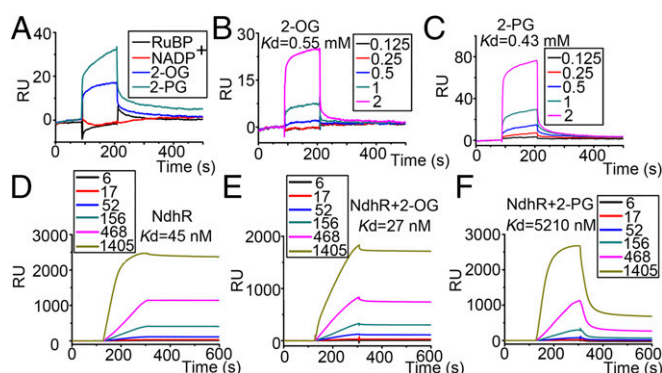 A
RuBP
NADP+
2-OG
2-PG
40
20
0
RU
0 200 400
Time (s)
B
2-OG
Kd=0.55 mM
0.125
0.25
0.5
1
2
30
20
10
0
RU
0 200 400
Time (s)
C
2-PG
Kd=0.43 mM
0.125
0.25
0.5
1
2
80
40
0
RU
0 200 400
Time (s)
D
6
17
52
156
468
1405
NdhR
Kd=45 nM
3000
2000
1000
0
RU
0 200 400 600
Time (s)
E
6
17
52
156
468
1405
NdhR+2-OG
Kd=27 nM
2000
1000
0
RU
0 200 400 600
Time (s)
F
NdhR+2-PG
Kd=5210 nM
6
17
52
156
468
1405
3000
2000
1000
0
RU
0 200 400 600
Time (s)